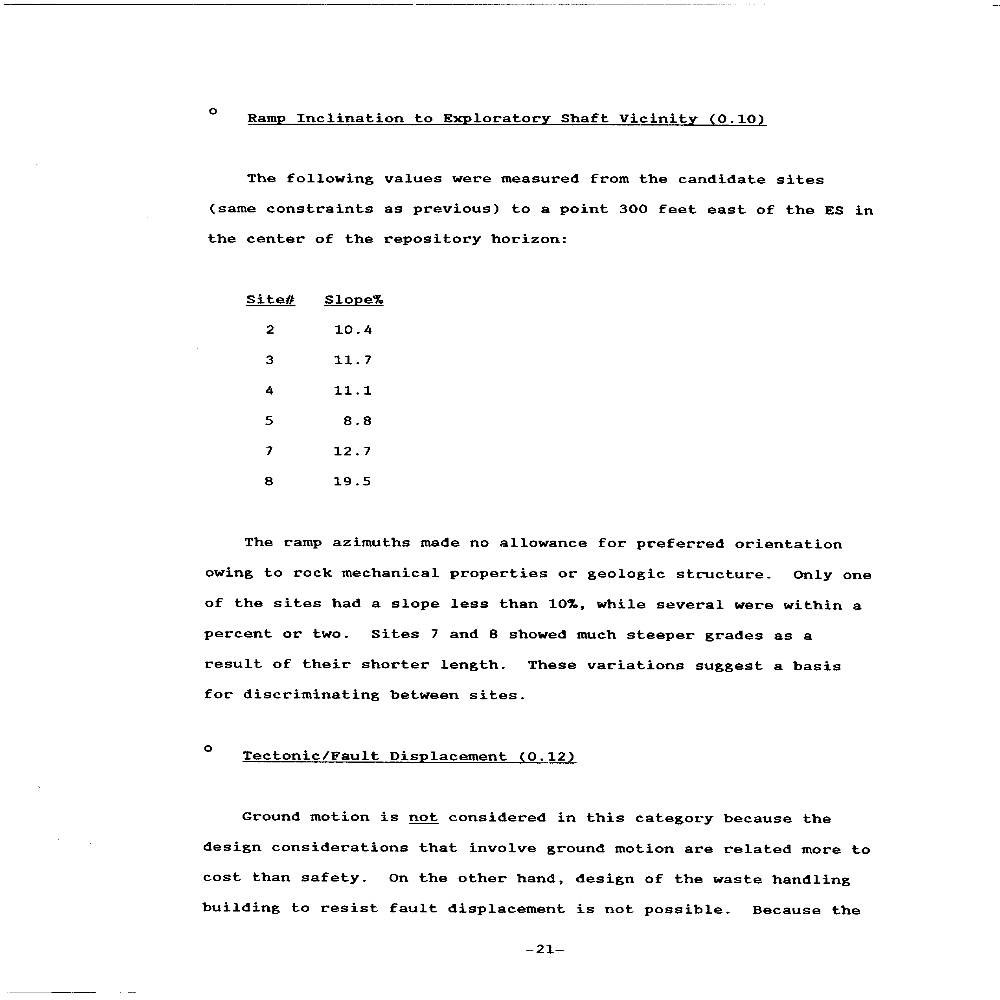 o Ramp Inclination to Exploratory Shaft Vicinity (0.10)
The following values were measured from the candidate sites
(same constraints as previous) to a point 300 feet east of the ES in
the center of the repository horizon:
Site# Slope%
2 10.4
3 11.7
4 11.1
5 8.8
7 12.7
8 19.5
The ramp azimuths made no allowance for preferred orientation
owing to rock mechanical properties or geologic structure. Only one
of the sites had a slope less than 10%, while several were within a
percent or two. Sites 7 and 8 showed much steeper grades as a
result of their shorter length. These variations suggest a basis
for discriminating between sites.
o Tectonic/Fault Displacement (0.12)
Ground motion is not considered in this category because the
design considerations that involve ground motion are related more to
cost than safety. On the other hand, design of the waste handling
building to resist fault displacement is not possible. Because the
-21-